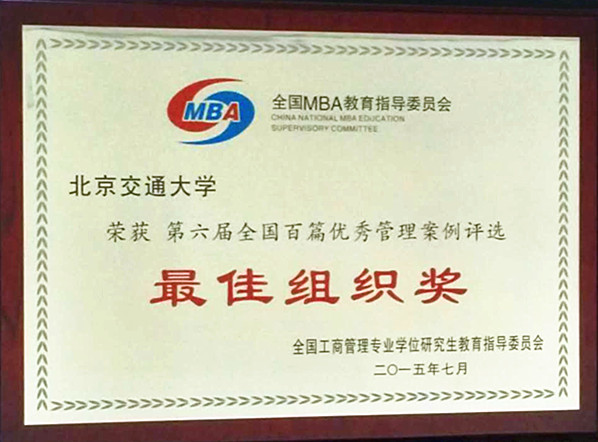 MBA
全国MBA教育指导委员会
CHINA NATIONAL MBA EDUCATION
SUPERVISORY COMMITTEE
北京交通大学
荣获 第六届全国百篇优秀管理案例评选
最佳组织奖
全国工商管理专业学位研究生教育指导委员会
二〇一五年七月